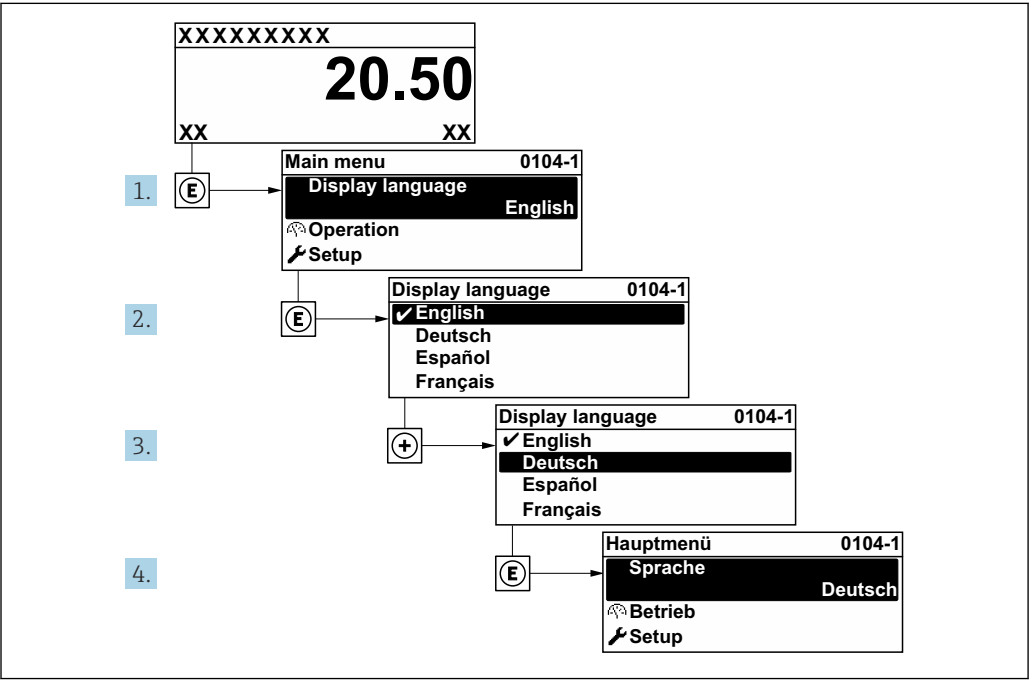 XXXXXXXXX
20.50
XX XX
Main menu 0104-1
1. E Display language
English
Operation
Setup
Display language 0104-1
2. E ✔English
Deutsch
Español
Français
Display language 0104-1
3. + ✔English
Deutsch
Español
Français
Hauptmenü 0104-1
4. E Sprache
Deutsch
Betrieb
Setup